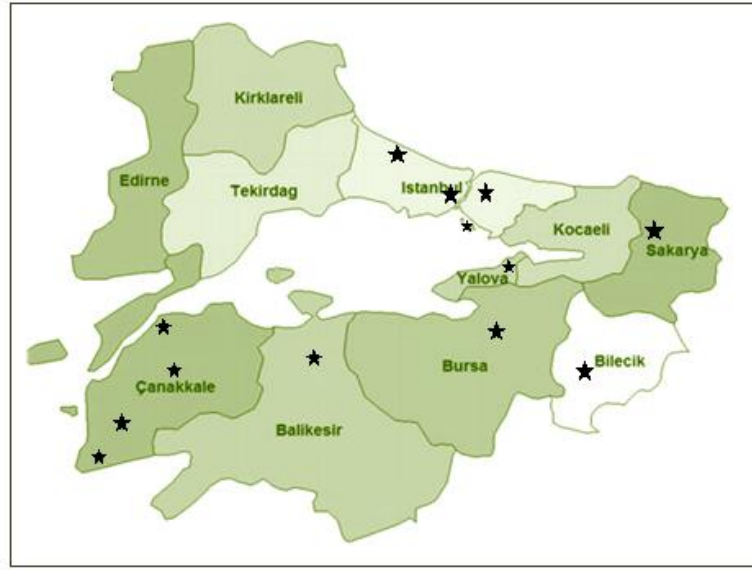 Kirklareli
Edirne
Tekirdag
Istanbul
Kocaeli
Sakarya
Yalova
Bursa
Bilecik
Çanakkale
Balikesir